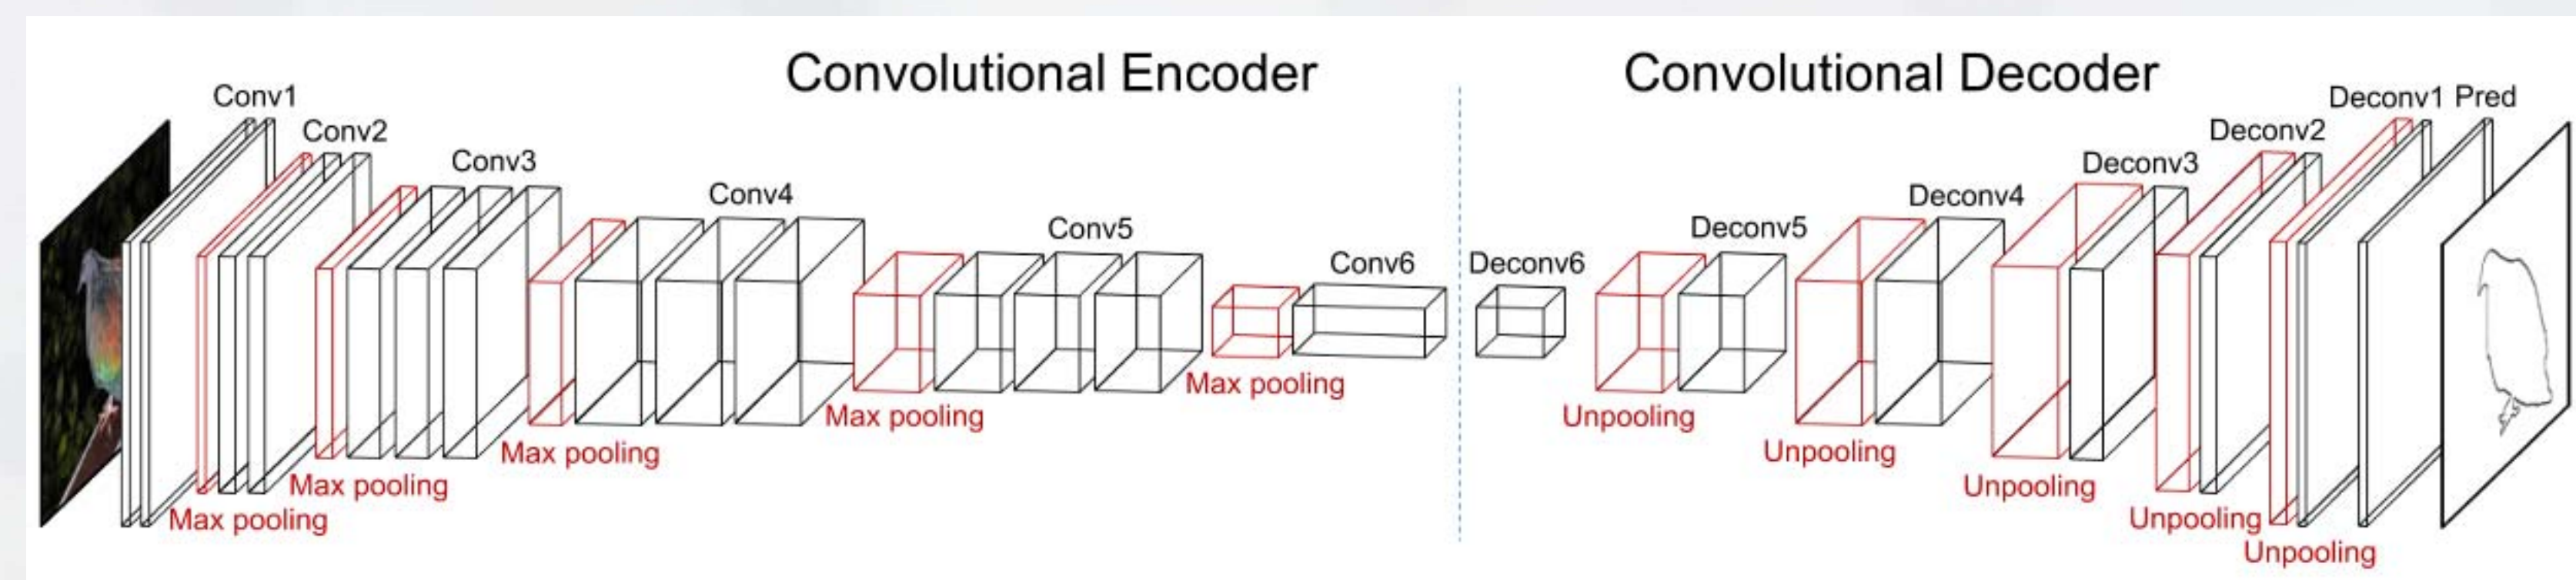 Convolutional Encoder
Convolutional Decoder
Conv1
Conv2
Conv3
Conv4
Conv5
Conv6
Deconv6
Deconv5
Deconv4
Deconv3
Deconv2
Deconv1 Pred
Max pooling
Max pooling
Max pooling
Max pooling
Max pooling
Unpooling
Unpooling
Unpooling
Unpooling
Unpooling